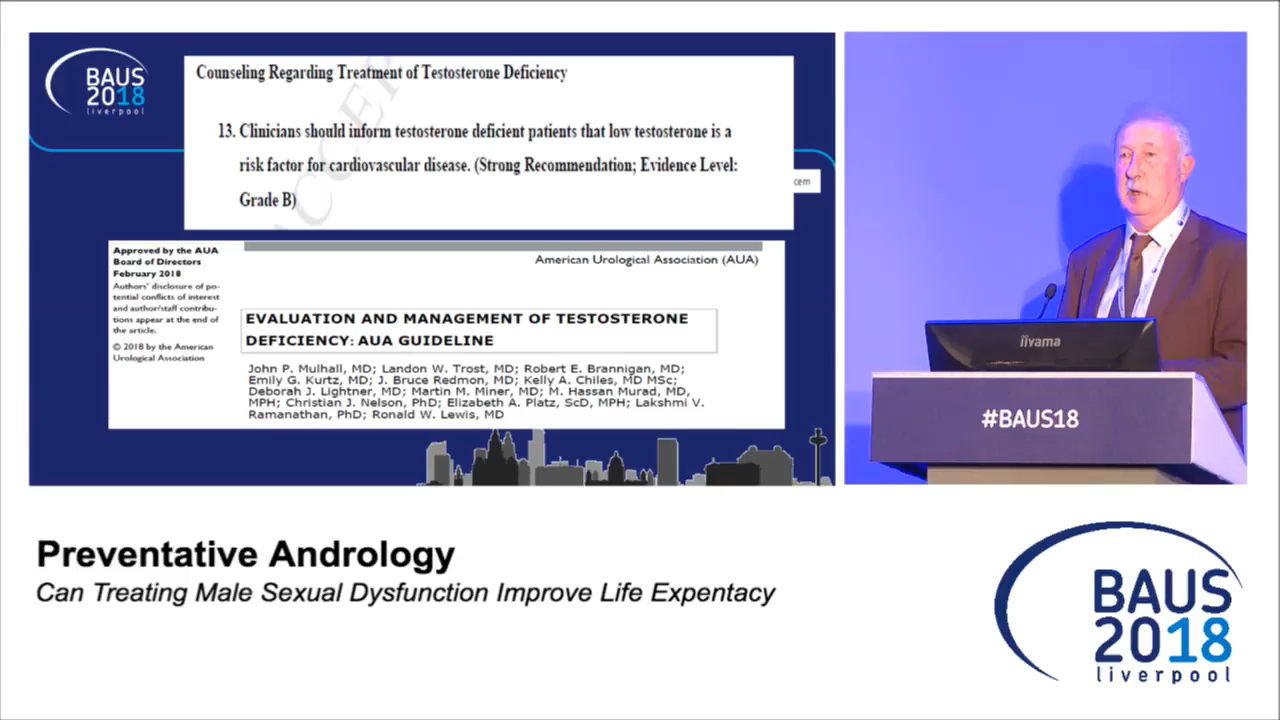 BAUS
2018
liverpool
Counseling Regarding Treatment of Testosterone Deficiency
13. Clinicians should inform testosterone deficient patients that low testosterone is a
risk factor for cardiovascular disease. (Strong Recommendation; Evidence Level:
Grade B)
cem
Approved by the AUA
Board of Directors
February 2018
Authors' disclosure of po-
tential conflicts of interest
and author/staff contribu-
tions appear at the end of
the article.
© 2018 by the American
Urological Association
American Urological Association (AUA)
EVALUATION AND MANAGEMENT OF TESTOSTERONE
DEFICIENCY: AUA GUIDELINE
John P. Mulhall, MD; Landon W. Trost, MD; Robert E. Brannigan, MD;
Emily G. Kurtz, MD; J. Bruce Redmon, MD; Kelly A. Chiles, MD MSc;
Deborah J. Lightner, MD; Martin M. Miner, MD; M. Hassan Murad, MD,
MPH; Christian J. Nelson, PhD; Elizabeth A. Platz, ScD, MPH; Lakshmi V.
Ramanathan, PhD; Ronald W. Lewis, MD
iiyama
#BAUS18
Preventative Andrology
Can Treating Male Sexual Dysfunction Improve Life Expentacy
BAUS
2018
liverpool